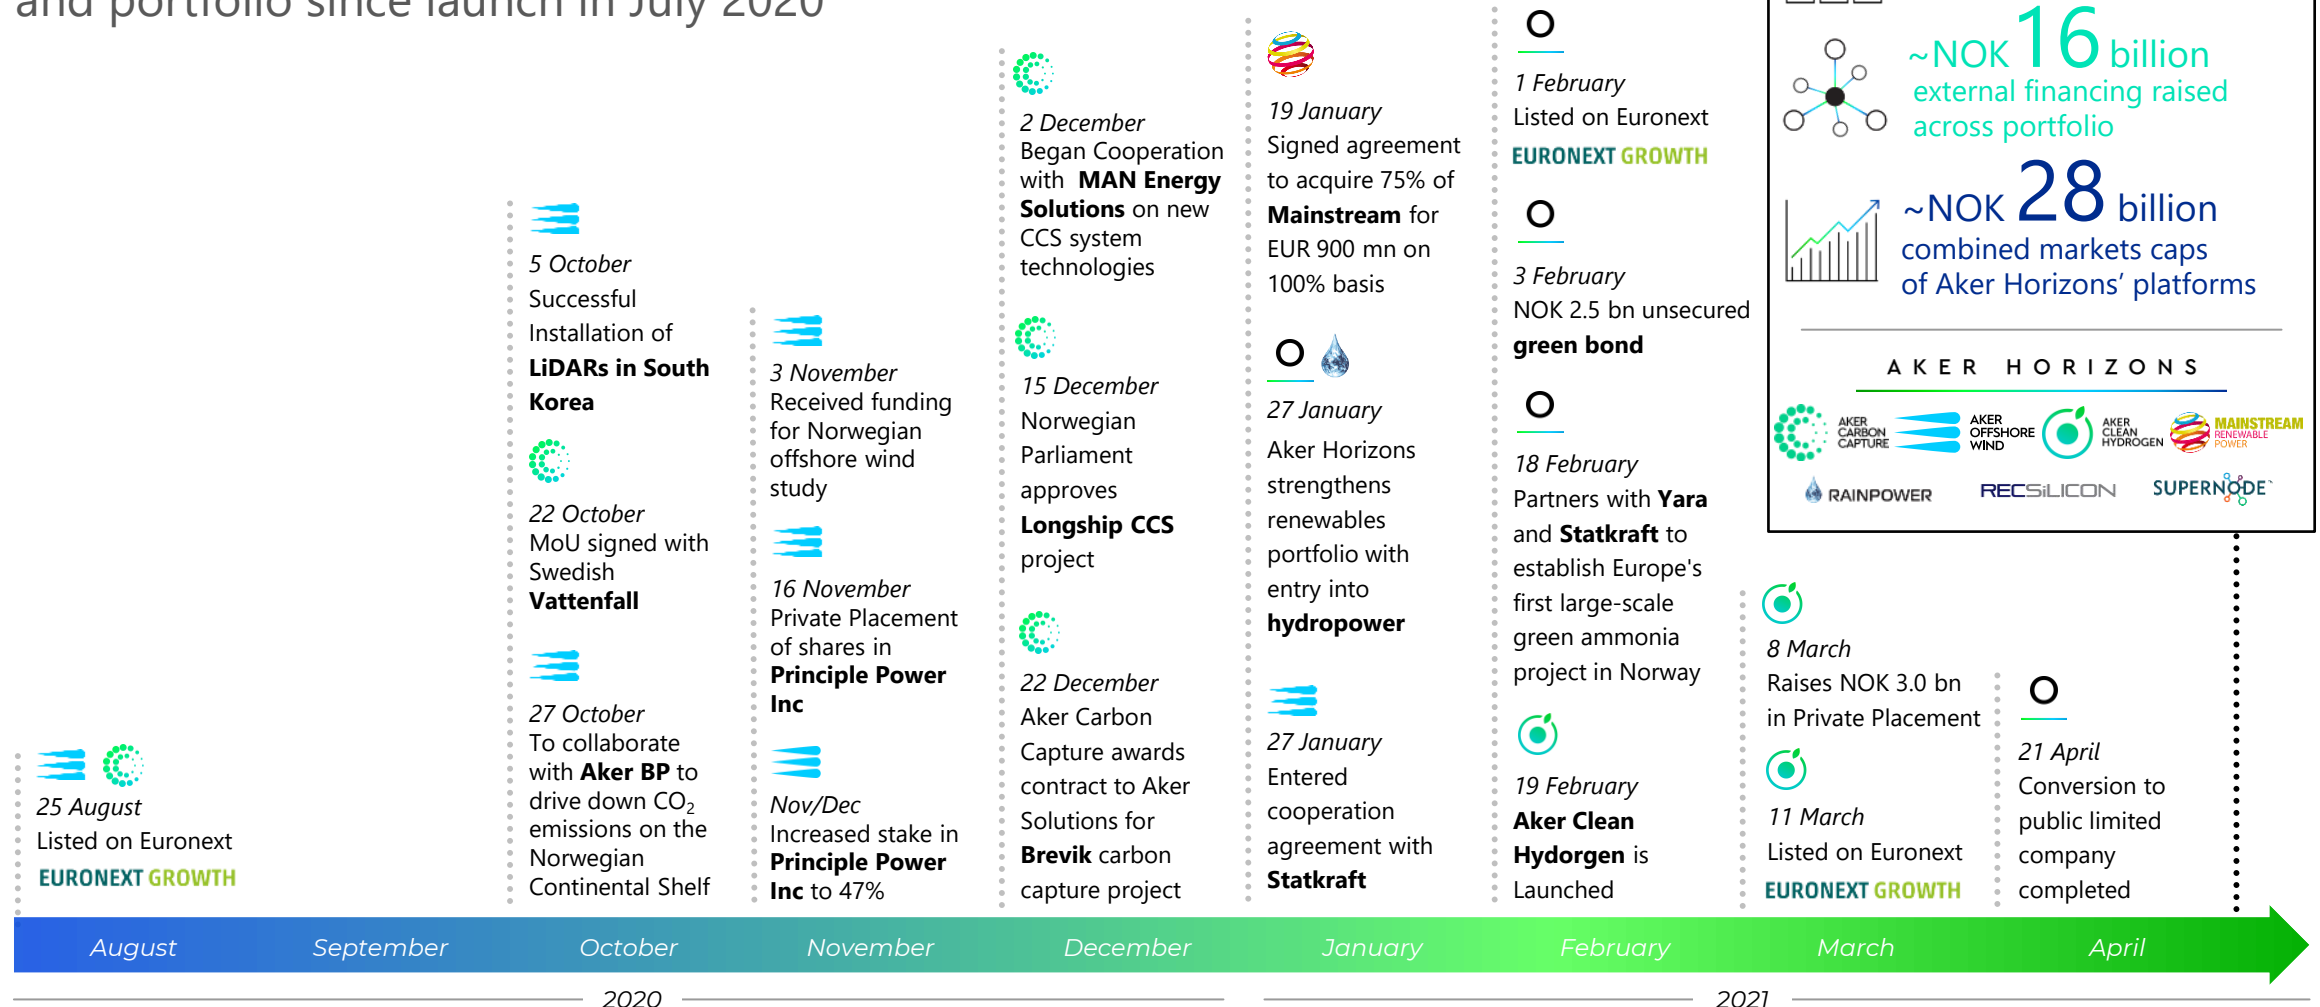 and portfolio since launch in July 2020
25 August
Listed on Euronext
EURONEXT GROWTH
5 October
Successful
Installation of
LiDARs in South
Korea
22 October
MoU signed with
Swedish
Vattenfall
27 October
To collaborate
with Aker BP to
drive down CO₂
emissions on the
Norwegian
Continental Shelf
3 November
Received funding
for Norwegian
offshore wind
study
16 November
Private Placement
of shares in
Principle Power
Inc
Nov/Dec
Increased stake in
Principle Power
Inc to 47%
2 December
Began Cooperation
with MAN Energy
Solutions on new
CCS system
technologies
15 December
Norwegian
Parliament
approves
Longship CCS
project
22 December
Aker Carbon
Capture awards
contract to Aker
Solutions for
Brevik carbon
capture project
19 January
Signed agreement
to acquire 75% of
Mainstream for
EUR 900 mn on
100% basis
27 January
Aker Horizons
strengthens
renewables
portfolio with
entry into
hydropower
27 January
Entered
cooperation
agreement with
Statkraft
1 February
Listed on Euronext
EURONEXT GROWTH
3 February
NOK 2.5 bn unsecured
green bond
18 February
Partners with Yara
and Statkraft to
establish Europe's
first large-scale
green ammonia
project in Norway
19 February
Aker Clean
Hydorgen is
Launched
8 March
Raises NOK 3.0 bn
in Private Placement
11 March
Listed on Euronext
EURONEXT GROWTH
21 April
Conversion to
public limited
company
completed
~NOK 16 billion
external financing raised
across portfolio
~NOK 28 billion
combined markets caps
of Aker Horizons’ platforms
AKER HORIZONS
AKER
CARBON
CAPTURE
AKER
OFFSHORE
WIND
AKER
CLEAN
HYDROGEN
MAINSTREAM
RENEWABLE
POWER
RAINPOWER
RECSiLICON
SUPERNODE
August September October November December January February March April
2020 2021